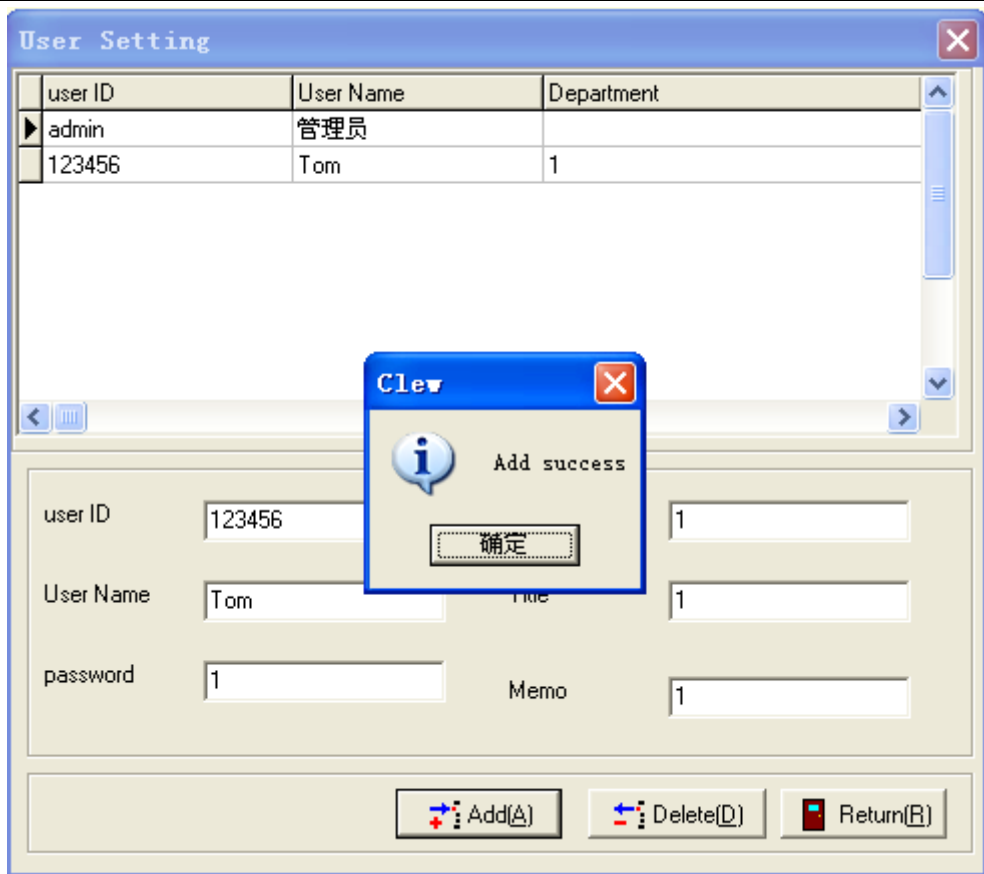 User Setting
user ID User Name Department
admin 管理员
123456 Tom 1
Clew
Add success
确定
user ID 123456 1
User Name Tom Title 1
password 1 Memo 1
Add(A) Delete(D) Return(R)